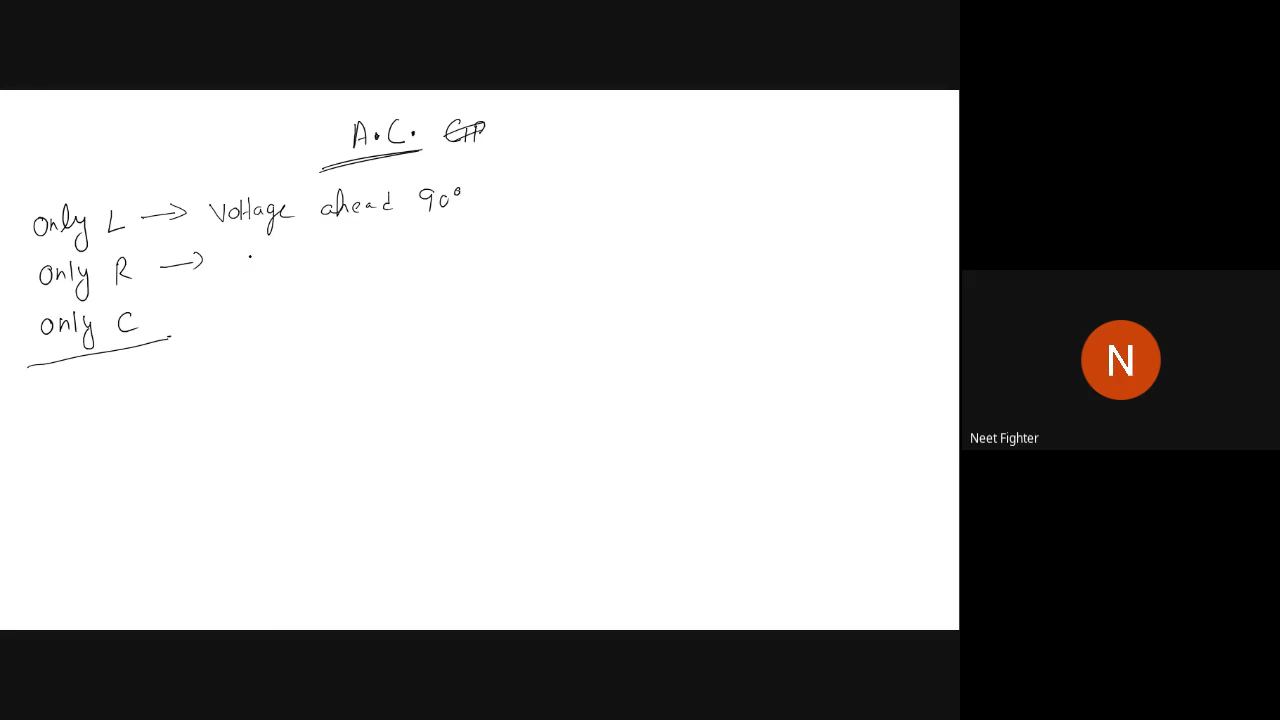 A.C.
only L → Voltage ahead 90°
only R →
only C
N
Neet Fighter